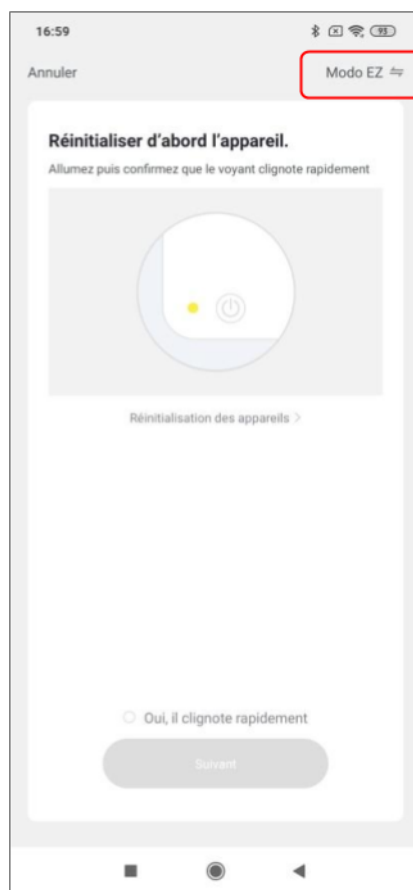 16:59
93
Annuler
Modo EZ
Réinitialiser d'abord l'appareil.
Allumez puis confirmez que le voyant clignote rapidement
Réinitialisation des appareils >
Oui, il clignote rapidement
Suivant